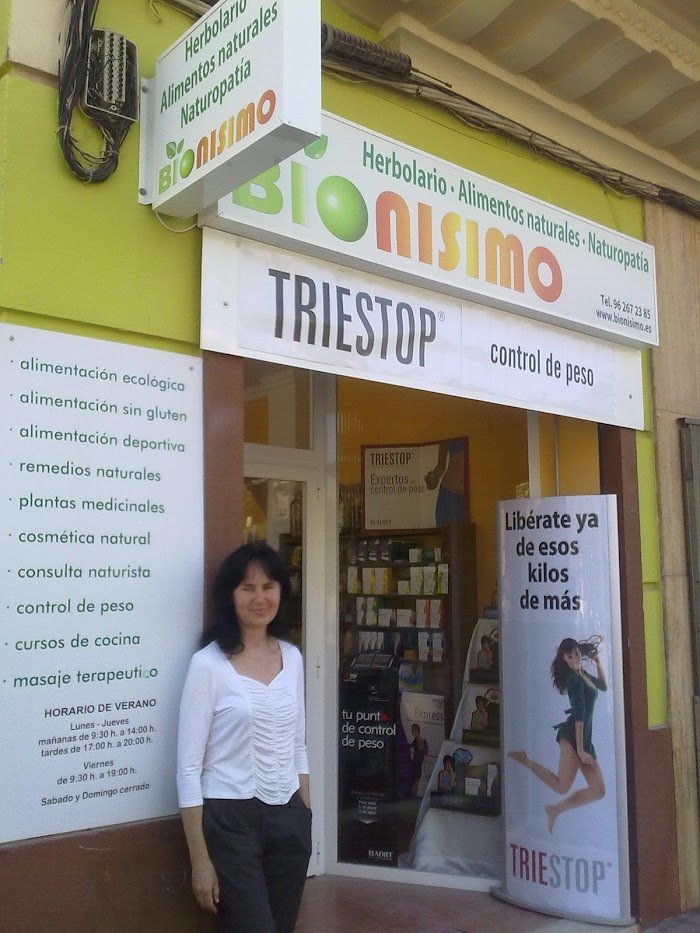 Herbolario
Alimentos naturales
Naturopatía
BIONISIMO
BIONISIMO
Herbolario · Alimentos naturales · Naturopatía
Tel. 96 267 23 85
www.bionisimo.es
TRIESTOP®
control de peso
· alimentación ecológica
· alimentación sin gluten
· alimentación deportiva
· remedios naturales
· plantas medicinales
· cosmética natural
· consulta naturista
· control de peso
· cursos de cocina
· masaje terapeutico
HORARIO DE VERANO
Lunes - Jueves
mañanas de 9:30 h. a 14:00 h.
tardes de 17:00 h. a 20:00 h.
Viernes
de 9:30 h. a 19:00 h.
Sabado y Domingo cerrado
TRIESTOP®
Expertos en
control de peso
ELADIET
tu punto
de control
de peso
Express
ELADIET
Libérate ya
de esos
kilos
de más
TRIESTOP®